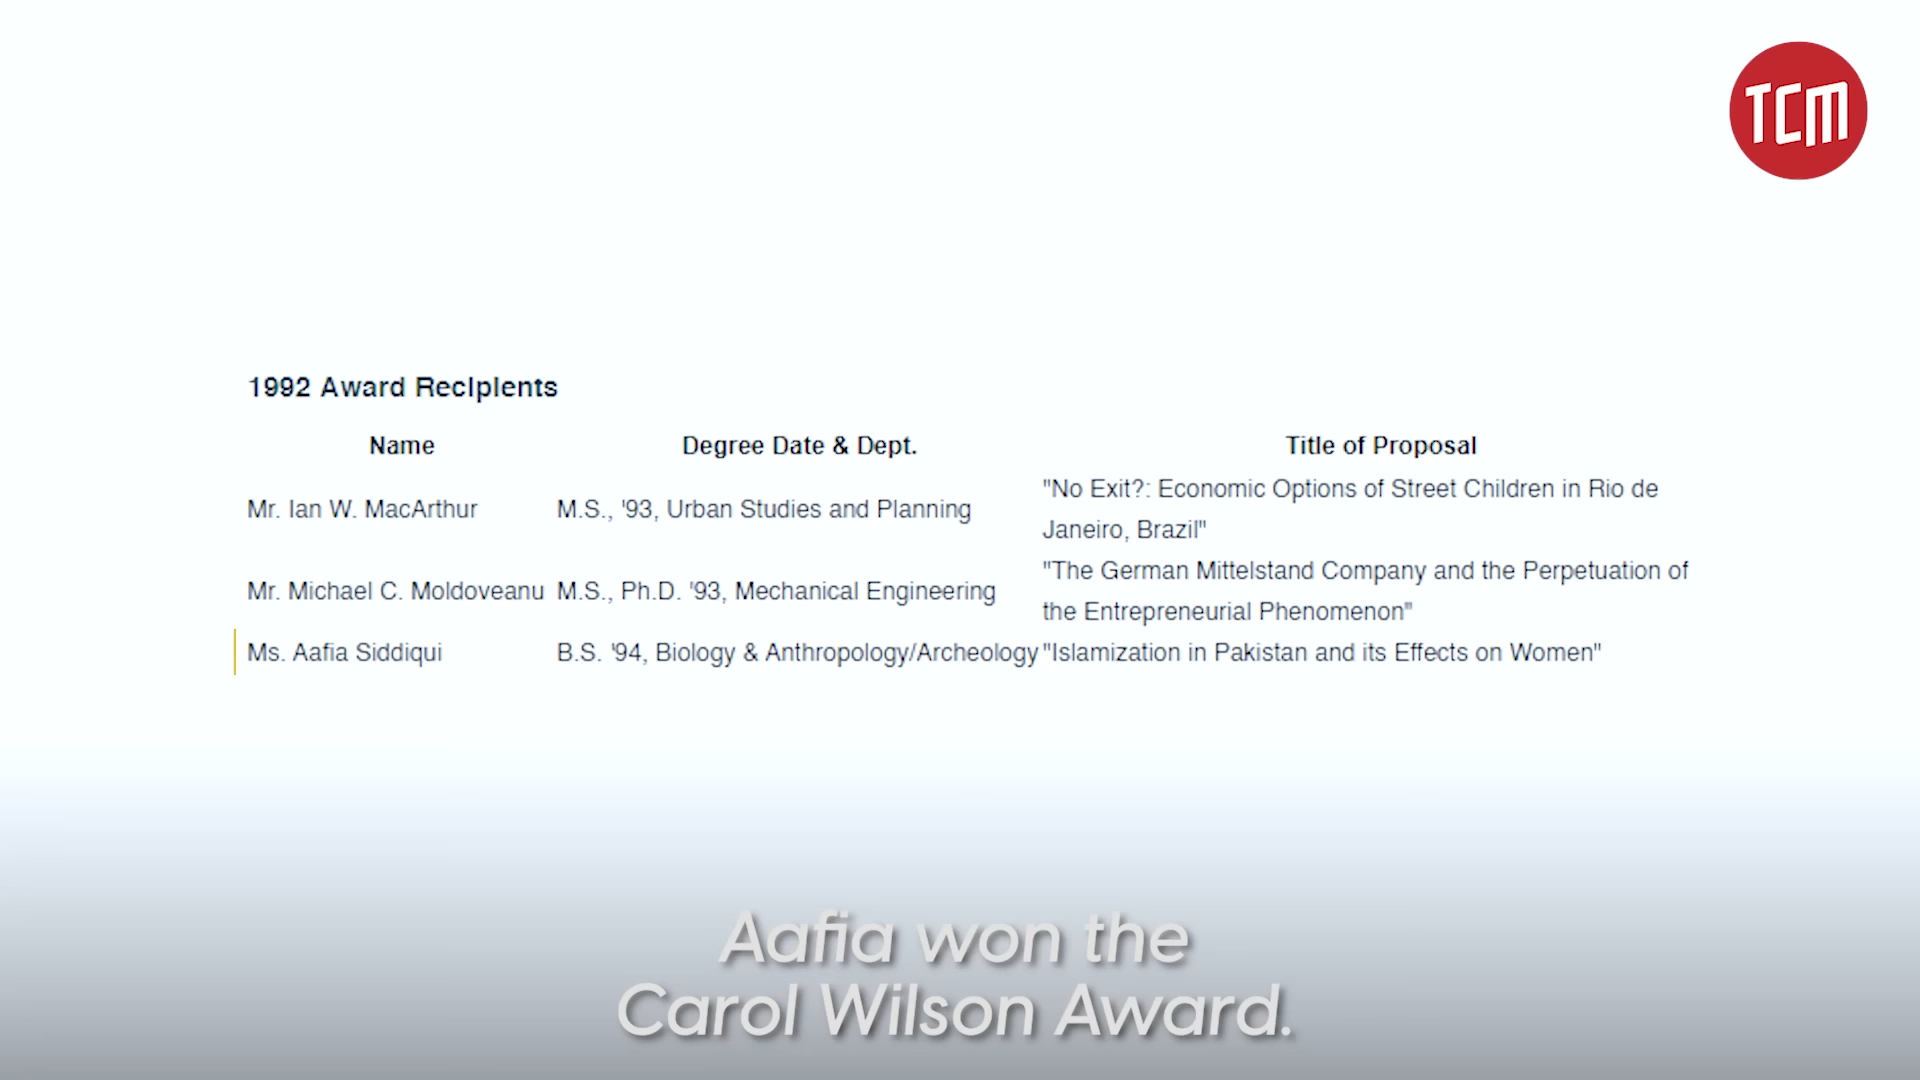 TCM
1992 Award Recipients
Name Degree Date & Dept. Title of Proposal
Mr. Ian W. MacArthur M.S., '93, Urban Studies and Planning "No Exit?: Economic Options of Street Children in Rio de
Janeiro, Brazil"
Mr. Michael C. Moldoveanu M.S., Ph.D. '93, Mechanical Engineering "The German Mittelstand Company and the Perpetuation of
the Entrepreneurial Phenomenon"
Ms. Aafia Siddiqui B.S. '94, Biology & Anthropology/Archeology "Islamization in Pakistan and its Effects on Women"
Aafia won the
Carol Wilson Award.